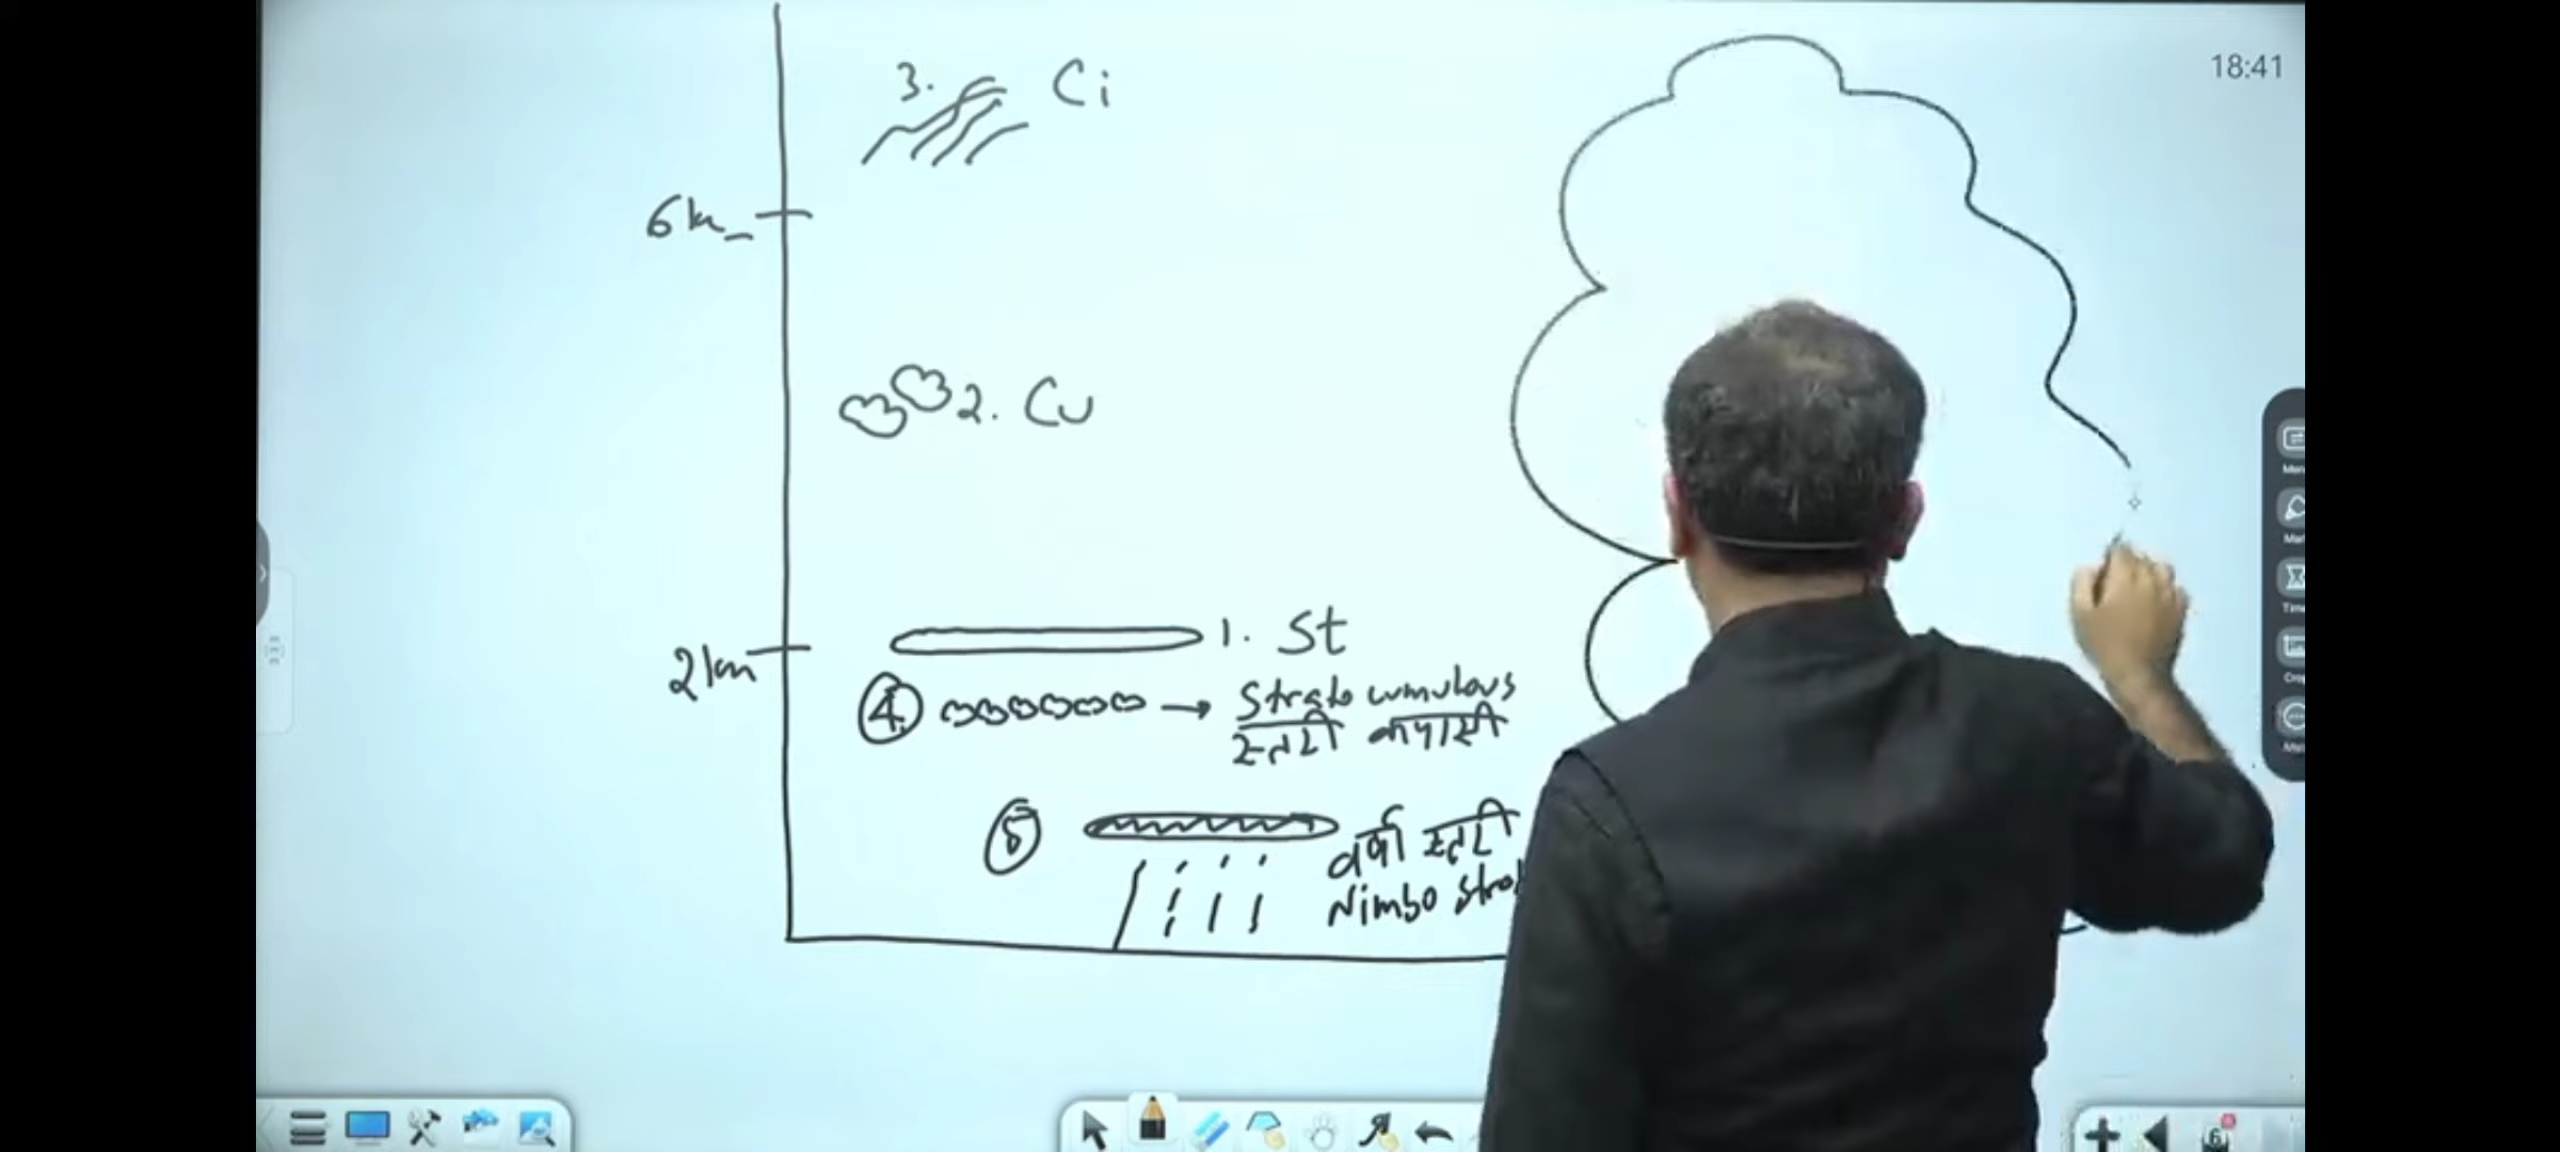 18:41
3. Ci
6km
2. Cu
1. St
2km
4. → Strato cumulous
स्तरी कपासी
5
वर्षा स्तरी
Nimbo Strat